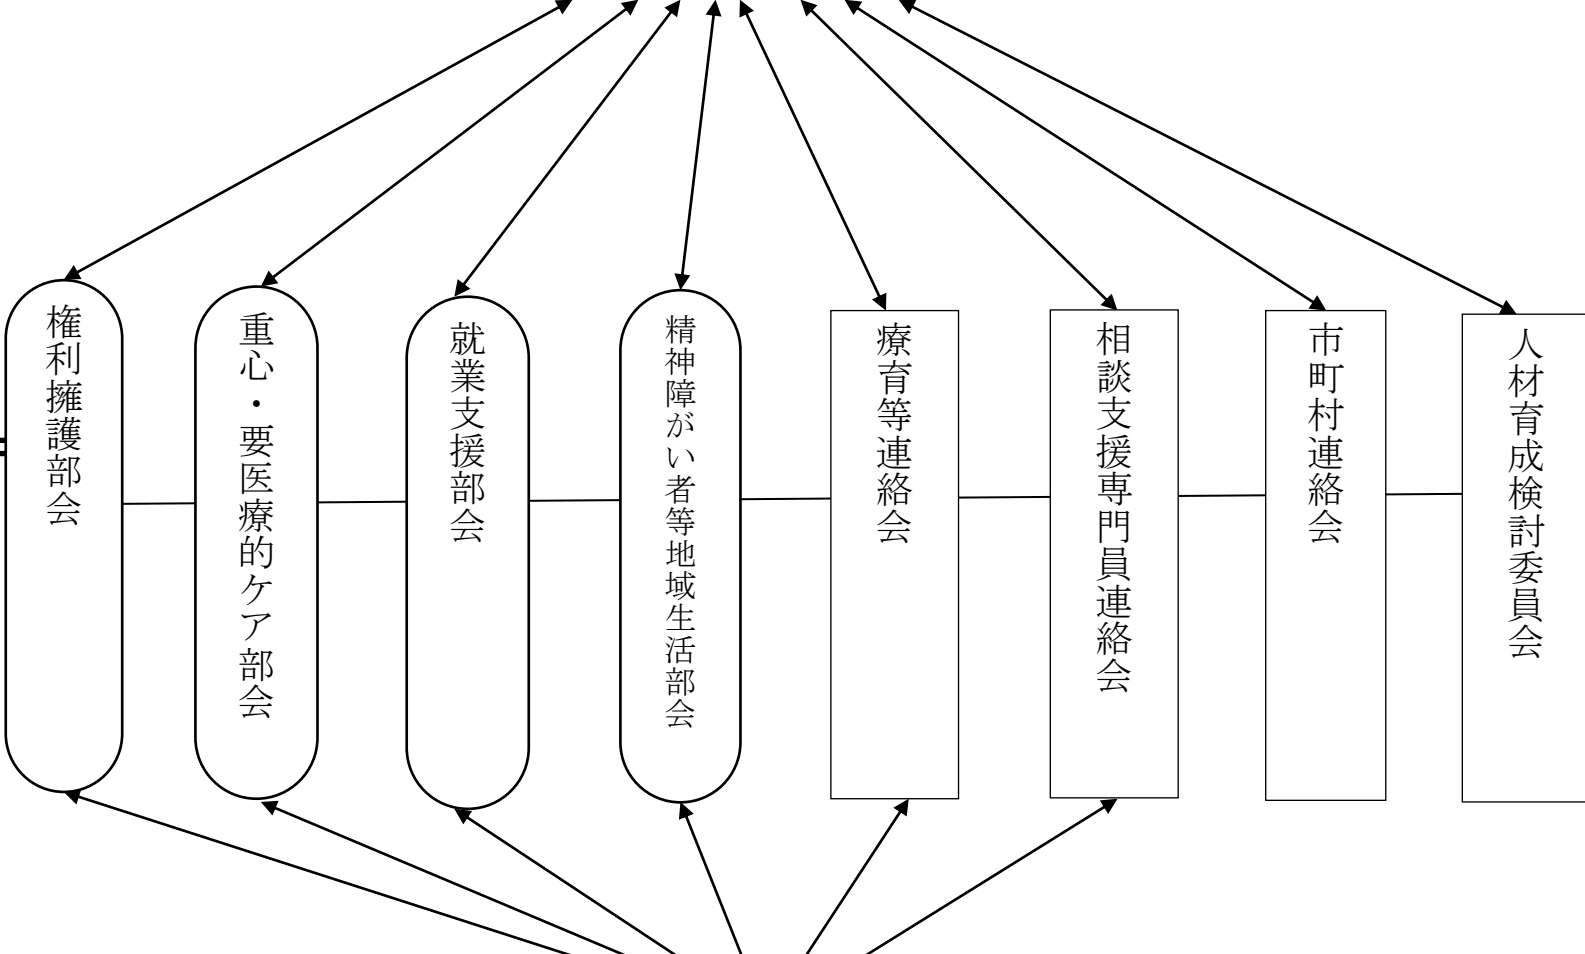 権利擁護部会
重心・要医療的ケア部会
就業支援部会
精神障がい者等地域生活部会
療育等連絡会
相談支援専門員連絡会
市町村連絡会
人材育成検討委員会